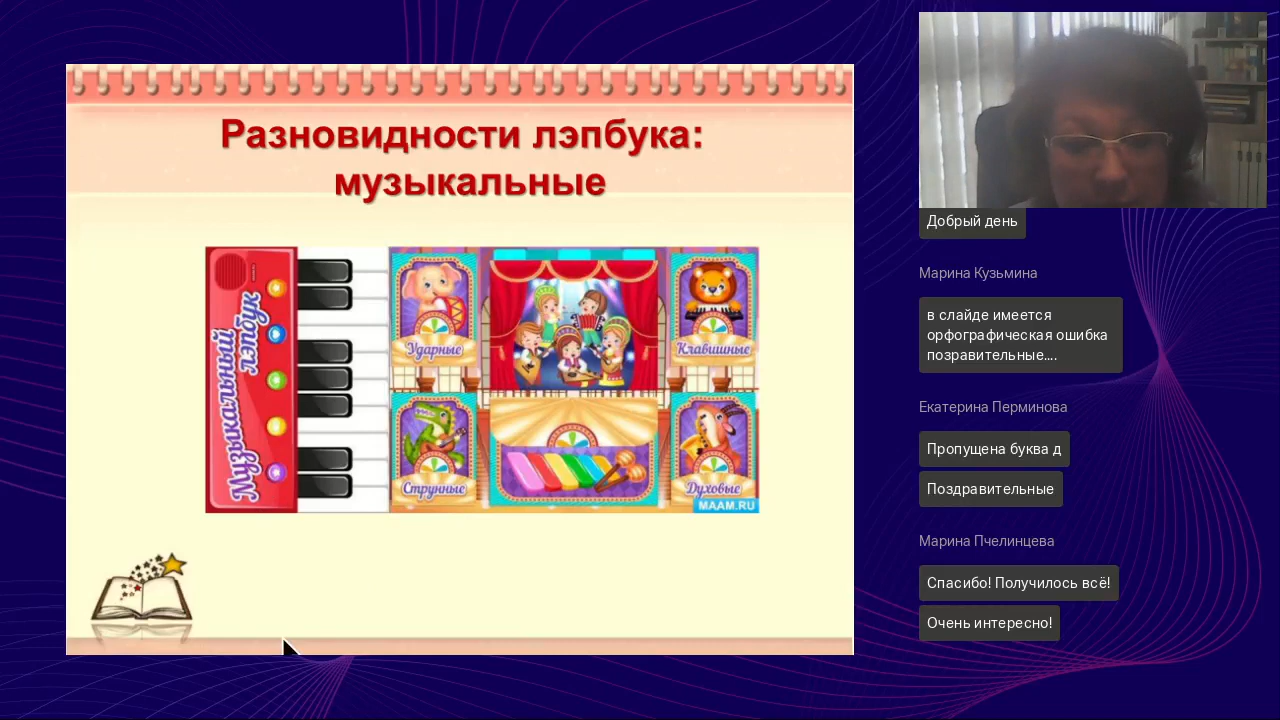 Разновидности лэпбука:
музыкальные
Музыкальный
лэпбук
Ударные
Клавишные
Струнные
Духовые
MAAM.RU
Добрый день
Марина Кузьмина
в слайде имеется
орфографическая ошибка
позравительные....
Екатерина Перминова
Пропущена буква д
Поздравительные
Марина Пчелинцева
Спасибо! Получилось всё!
Очень интересно!